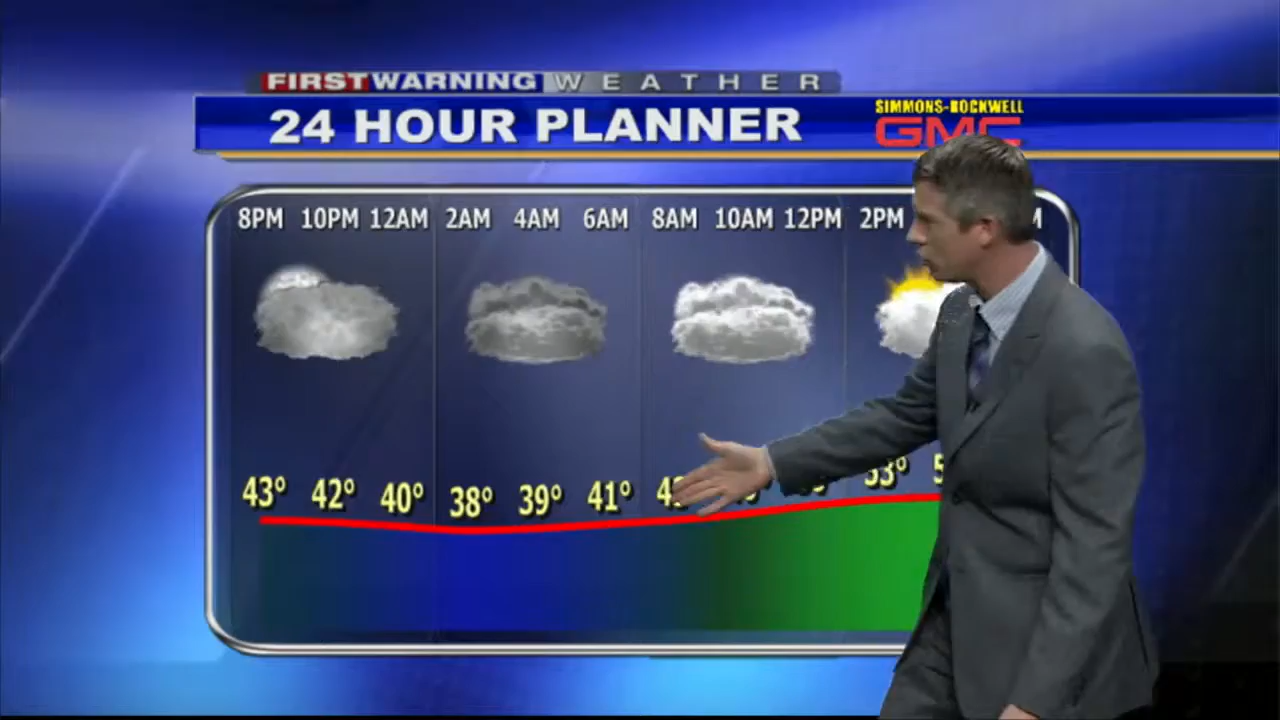 FIRST WARNING WEATHER
24 HOUR PLANNER
SIMMONS-ROCKWELL
GMC
8PM 10PM 12AM 2AM 4AM 6AM 8AM 10AM 12PM 2PM
43° 42° 40° 38° 39° 41°